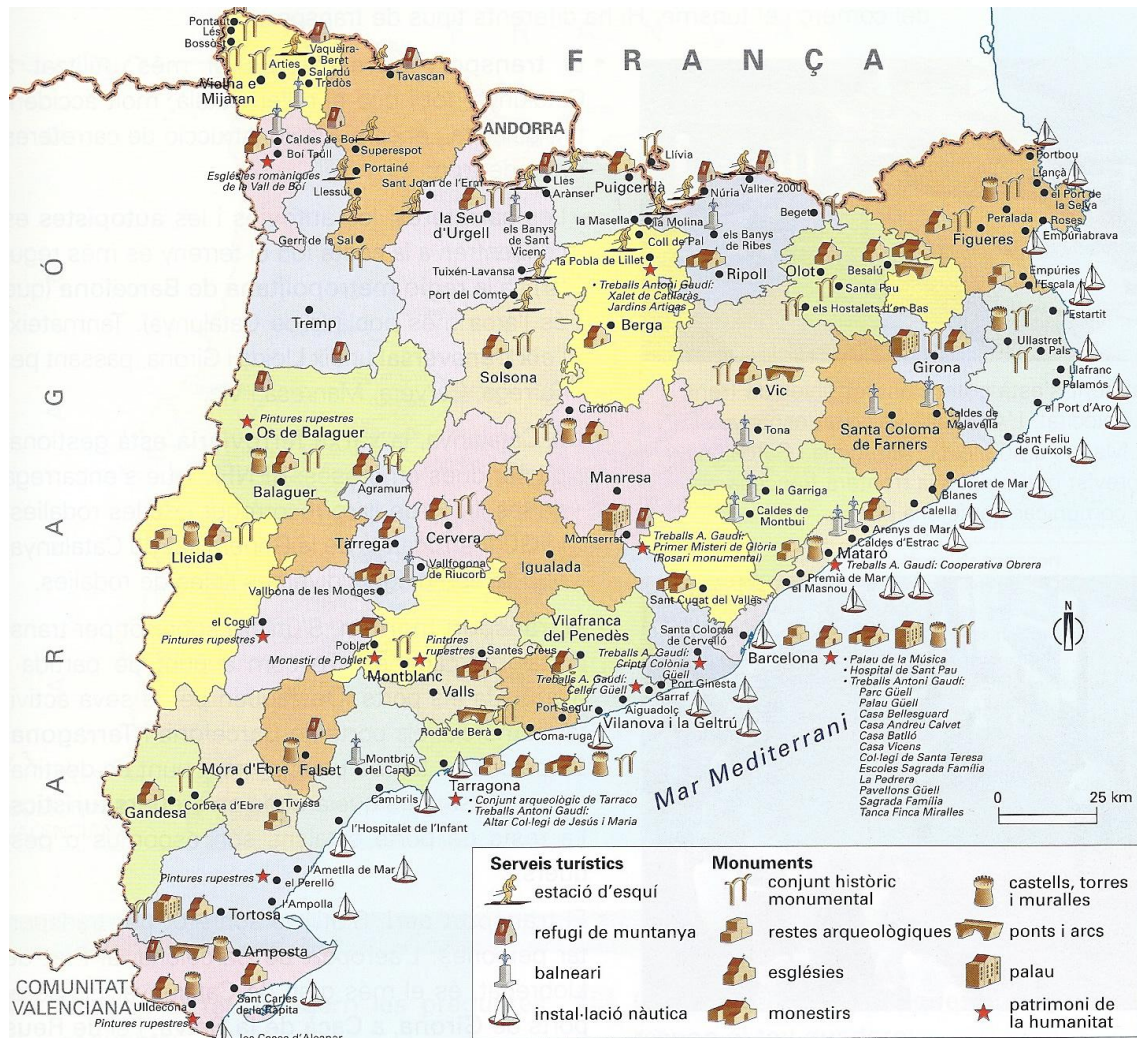 FRANÇA
ANDORRA
ARAGÓ
COMUNITAT
VALENCIANA
Mar Mediterrani
Pontaut
Lés
Bossòst
Arties
Vaquèira-
Beret
Salardú
Tredòs
Vielha e
Mijaran
Tavascan
Caldes de Boí
Boí Taüll
Esglésies romàniques
de la Vall de Boí
Superespot
Portainé
Llessui
Sant Joan de l'Erm
Gerri de la Sal
la Seu
d'Urgell
Lles
Arànser
els Banys
de Sant
Vicenç
Tuixén-Lavansa
Port del Comte
Tremp
Puigcerdà
Llívia
la Masella
la Molina
Coll de Pal
la Pobla de Lillet
• Treballs Antoni Gaudí:
Xalet de Catllaràs
Jardins Artigas
Berga
Núria
Vallter 2000
els Banys
de Ribes
Ripoll
Beget
Olot
Besalú
Santa Pau
els Hostalets d'en Bas
Portbou
Llançà
el Port de
la Selva
Peralada
Roses
Figueres
Empúriabrava
Empúries
l'Escala
l'Estartit
Ullastret
Pals
Girona
Llafranc
Palamós
el Port d'Aro
Sant Feliu
de Guíxols
Caldes de
Malavella
Santa Coloma
de Farners
Lloret de Mar
Blanes
Calella
Solsona
Cardona
Vic
Tona
Manresa
Montserrat
Treballs A. Gaudí:
Primer Misteri de Glòria
(Rosari monumental)
la Garriga
Caldes de
Montbui
Arenys de Mar
Caldes d'Estrac
Mataró
Treballs A. Gaudí: Cooperativa Obrera
Premià de Mar
el Masnou
Sant Cugat del Vallès
Pintures rupestres
Os de Balaguer
Balaguer
Agramunt
Lleida
Tàrrega
Cervera
Vallfogona
de Riucorb
Vallbona de les Monges
Igualada
el Cogul
Pintures rupestres
Poblet
Monestir de Poblet
Montblanc
Pintures
rupestres
Santes Creus
Valls
Vilafranca
del Penedès
Treballs A. Gaudí:
Cripta Colònia
Güell
Treballs A. Gaudí:
Celler Güell
Santa Coloma
de Cervelló
Port Ginesta
Garraf
Aiguadolç
Vilanova i la Geltrú
Port Segur
Coma-ruga
Roda de Berà
Barcelona
• Palau de la Música
• Hospital de Sant Pau
• Treballs Antoni Gaudí:
Parc Güell
Palau Güell
Casa Bellesguard
Casa Andreu Calvet
Casa Batlló
Casa Vicens
Col·legi de Santa Teresa
Escoles Sagrada Família
La Pedrera
Pavellons Güell
Sagrada Família
Tanca Finca Miralles
N
0 25 km
Móra d'Ebre
Falset
Montbrió
del Camp
Cambrils
Tarragona
• Conjunt arqueològic de Tarraco
• Treballs Antoni Gaudí:
Altar Col·legi de Jesús i Maria
Gandesa
Corbera d'Ebre
Tivissa
l'Hospitalet de l'Infant
Pintures rupestres
l'Ametlla de Mar
el Perelló
l'Ampolla
Tortosa
Amposta
Ulldecona
Pintures rupestres
Sant Carles
de la Ràpita
Serveis turístics
estació d'esquí
refugi de muntanya
balneari
instal·lació nàutica
Monuments
conjunt històric
monumental
restes arqueològiques
esglésies
monestirs
castells, torres
i muralles
ponts i arcs
palau
patrimoni de
la humanitat